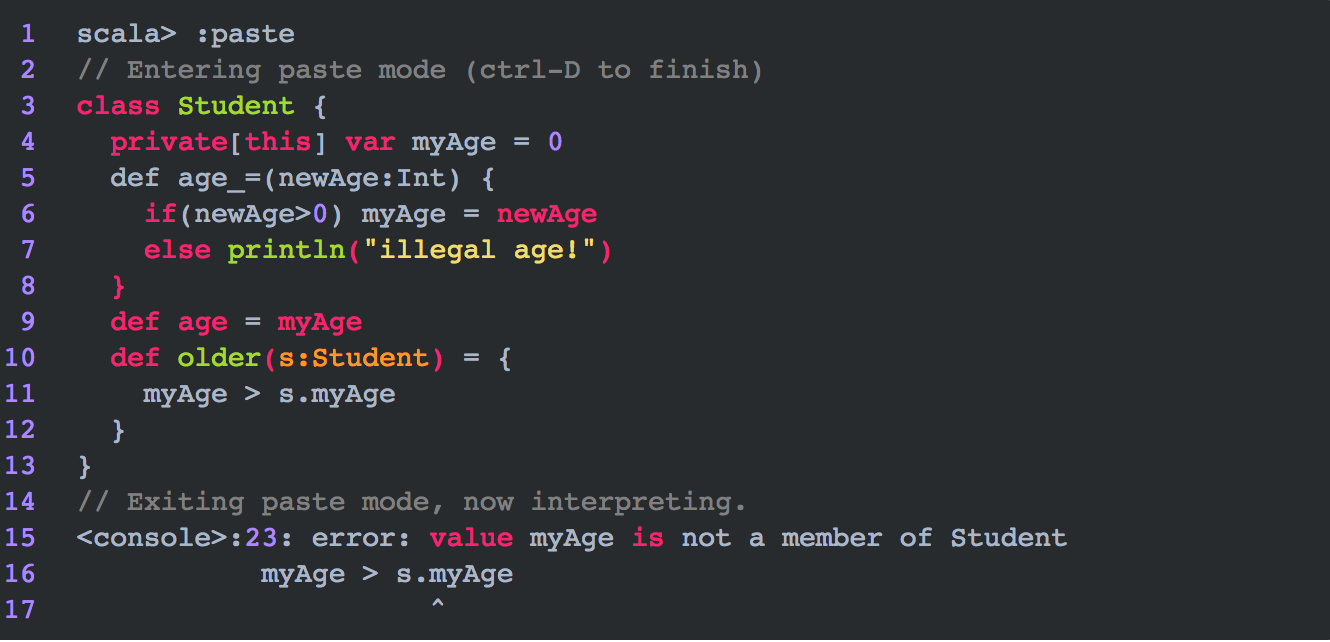 1 scala> :paste
2 // Entering paste mode (ctrl-D to finish)
3 class Student {
4   private[this] var myAge = 0
5   def age_=(newAge:Int) {
6     if(newAge>0) myAge = newAge
7     else println("illegal age!")
8   }
9   def age = myAge
10   def older(s:Student) = {
11     myAge > s.myAge
12   }
13 }
14 // Exiting paste mode, now interpreting.
15 <console>:23: error: value myAge is not a member of Student
16            myAge > s.myAge
17                      ^